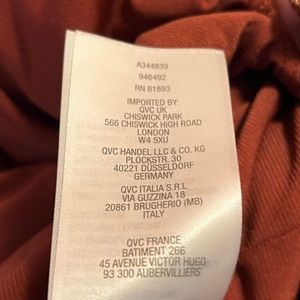 A344839
946492
RN 81893
IMPORTED BY:
QVC UK
CHISWICK PARK
566 CHISWICK HIGH ROAD
LONDON
W4 5XU
QVC HANDEL LLC & CO. KG
PLOCKSTR. 30
40221 DÜSSELDORF
GERMANY
QVC ITALIA S.R.L
VIA GUZZINA 18
20861 BRUGHERIO (MB)
ITALY
QVC FRANCE
BATIMENT 266
45 AVENUE VICTOR HUGO
93 300 AUBERVILLIERS